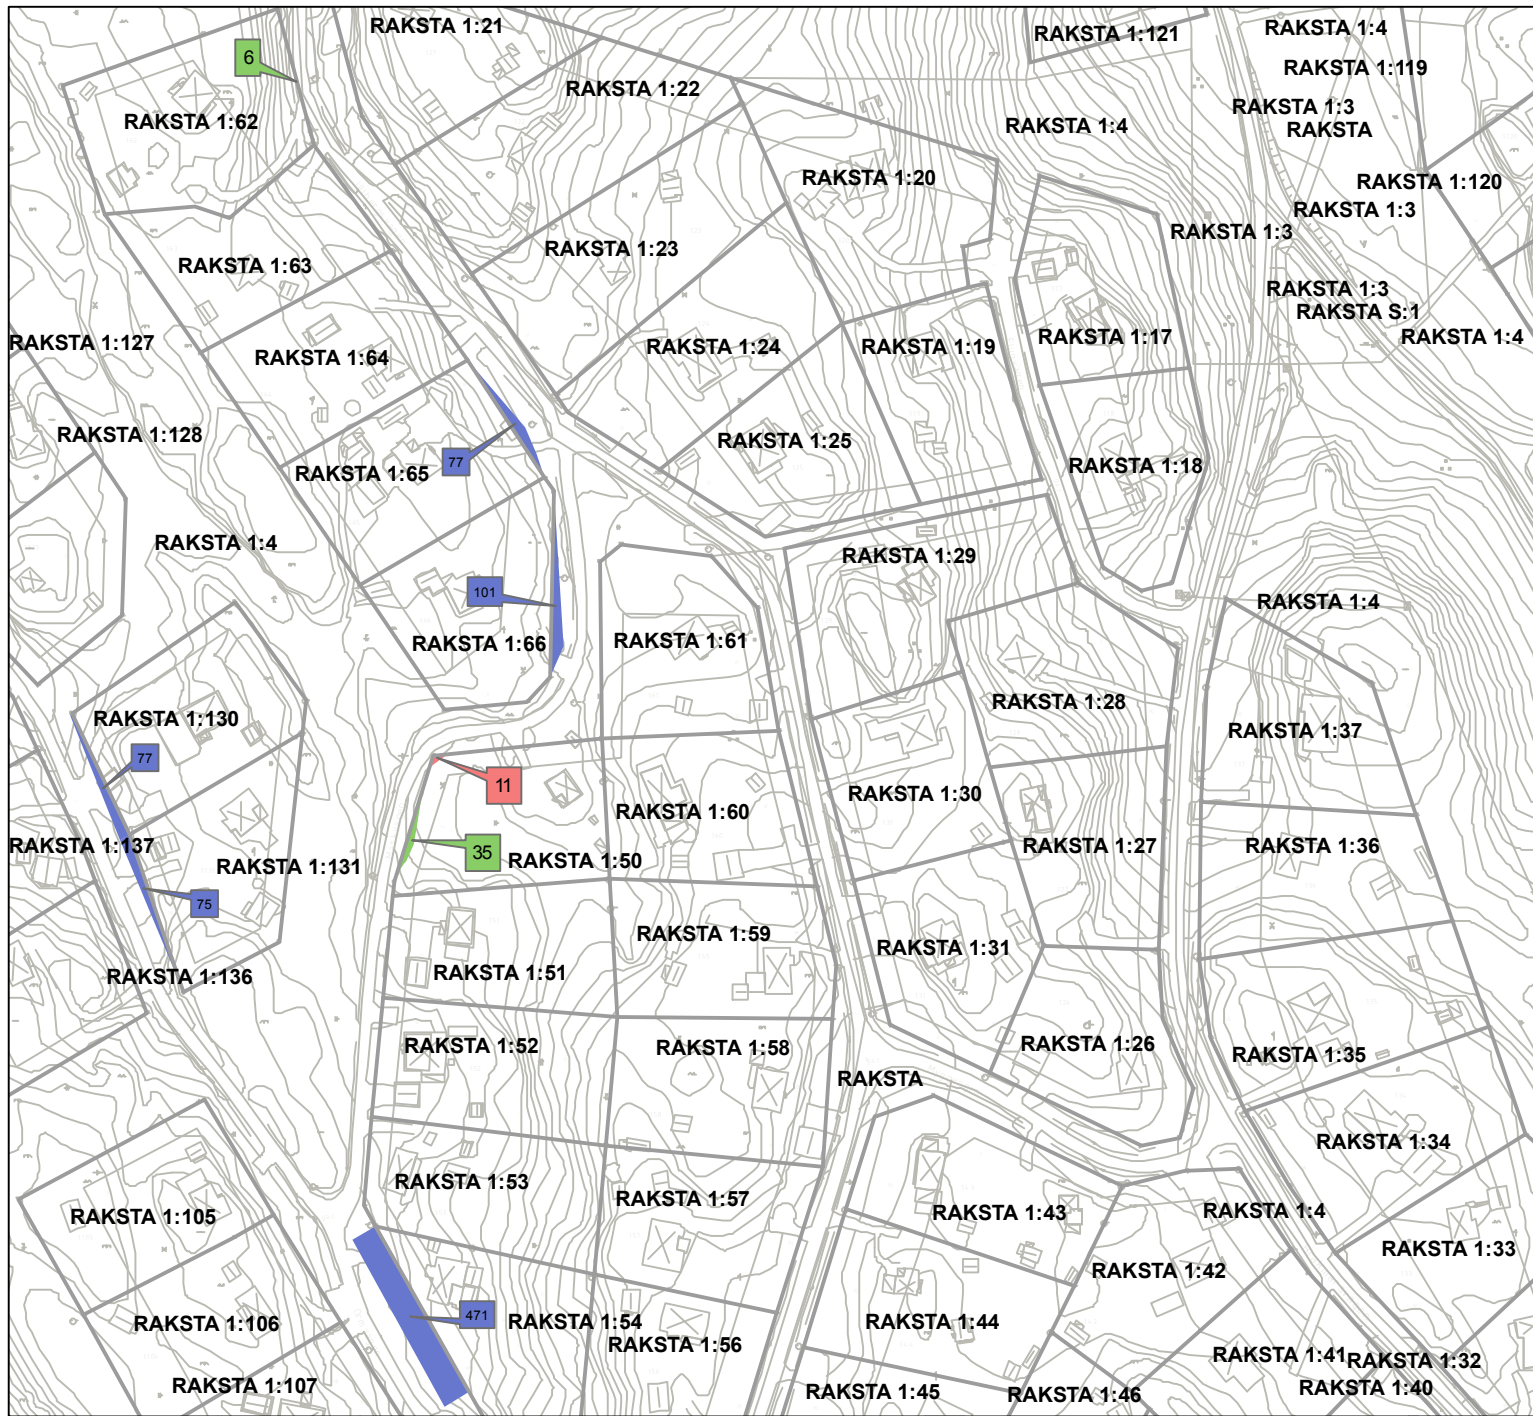 RAKSTA 1:21
RAKSTA 1:121
RAKSTA 1:4
6
RAKSTA 1:119
RAKSTA 1:22
RAKSTA 1:3
RAKSTA 1:62
RAKSTA 1:4
RAKSTA
RAKSTA 1:20
RAKSTA 1:120
RAKSTA 1:3
RAKSTA 1:3
RAKSTA 1:23
RAKSTA 1:63
RAKSTA 1:3
RAKSTA S:1
RAKSTA 1:127
RAKSTA 1:64
RAKSTA 1:24
RAKSTA 1:19
RAKSTA 1:17
RAKSTA 1:4
RAKSTA 1:128
RAKSTA 1:25
77
RAKSTA 1:65
RAKSTA 1:18
RAKSTA 1:4
RAKSTA 1:29
101
RAKSTA 1:4
RAKSTA 1:66
RAKSTA 1:61
RAKSTA 1:28
RAKSTA 1:130
RAKSTA 1:37
77
11
RAKSTA 1:30
RAKSTA 1:60
RAKSTA 1:137
RAKSTA 1:27
RAKSTA 1:36
35
RAKSTA 1:50
RAKSTA 1:131
75
RAKSTA 1:59
RAKSTA 1:31
RAKSTA 1:51
RAKSTA 1:136
RAKSTA 1:52
RAKSTA 1:58
RAKSTA 1:26
RAKSTA 1:35
RAKSTA
RAKSTA 1:34
RAKSTA 1:53
RAKSTA 1:57
RAKSTA 1:105
RAKSTA 1:43
RAKSTA 1:4
RAKSTA 1:33
RAKSTA 1:42
471
RAKSTA 1:54
RAKSTA 1:106
RAKSTA 1:44
RAKSTA 1:56
RAKSTA 1:41
RAKSTA 1:32
RAKSTA 1:107
RAKSTA 1:45
RAKSTA 1:46
RAKSTA 1:40